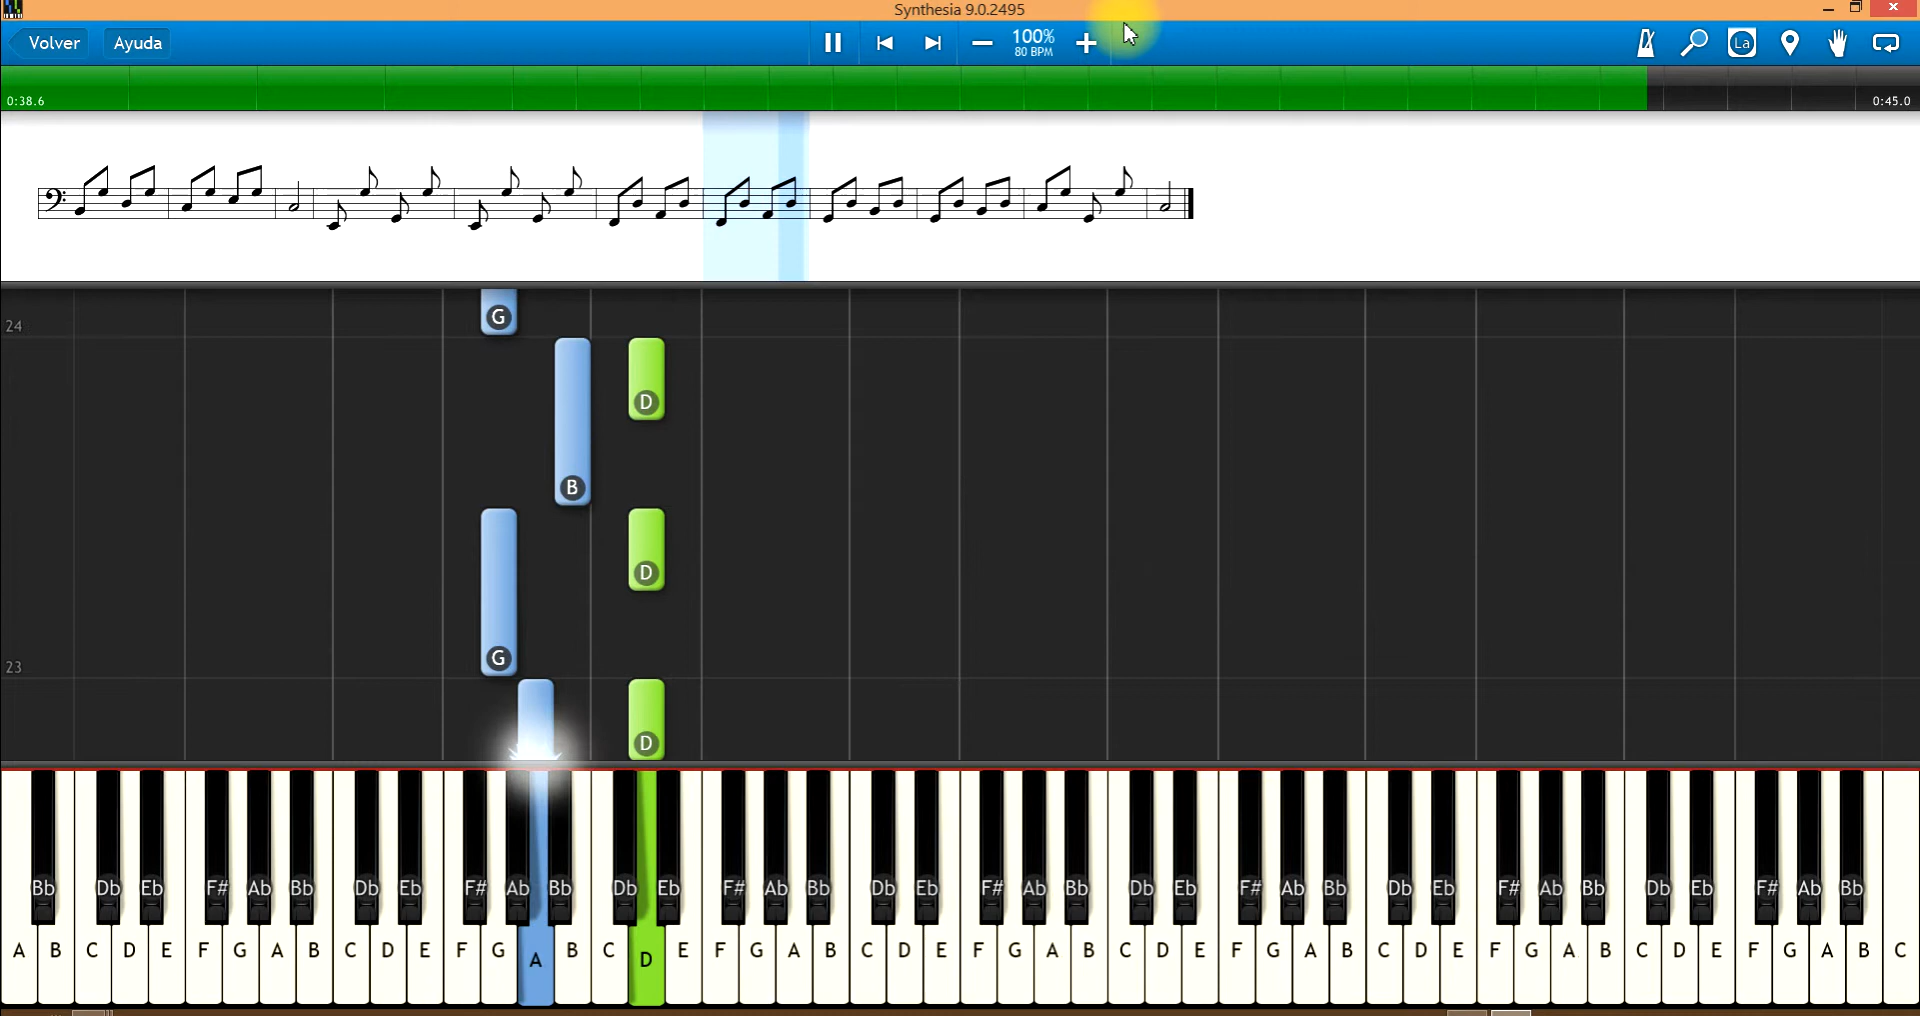 Synthesia 9.0.2495
Volver Ayuda 100% La
80 BPM
0:38.6 0:45.0
24
G
D
B
D
G
23
D
Bb Db Eb F# Ab Bb Db Eb F# Ab Bb Db Eb F# Ab Bb Db Eb F# Ab Bb Db Eb F# Ab Bb Db Eb F# Ab Bb Db Eb F# Ab Bb
A B C D E F G A B C D E F G A B C D E F G A B C D E F G A B C D E F G A B C D E F G A B C D E F G A B C